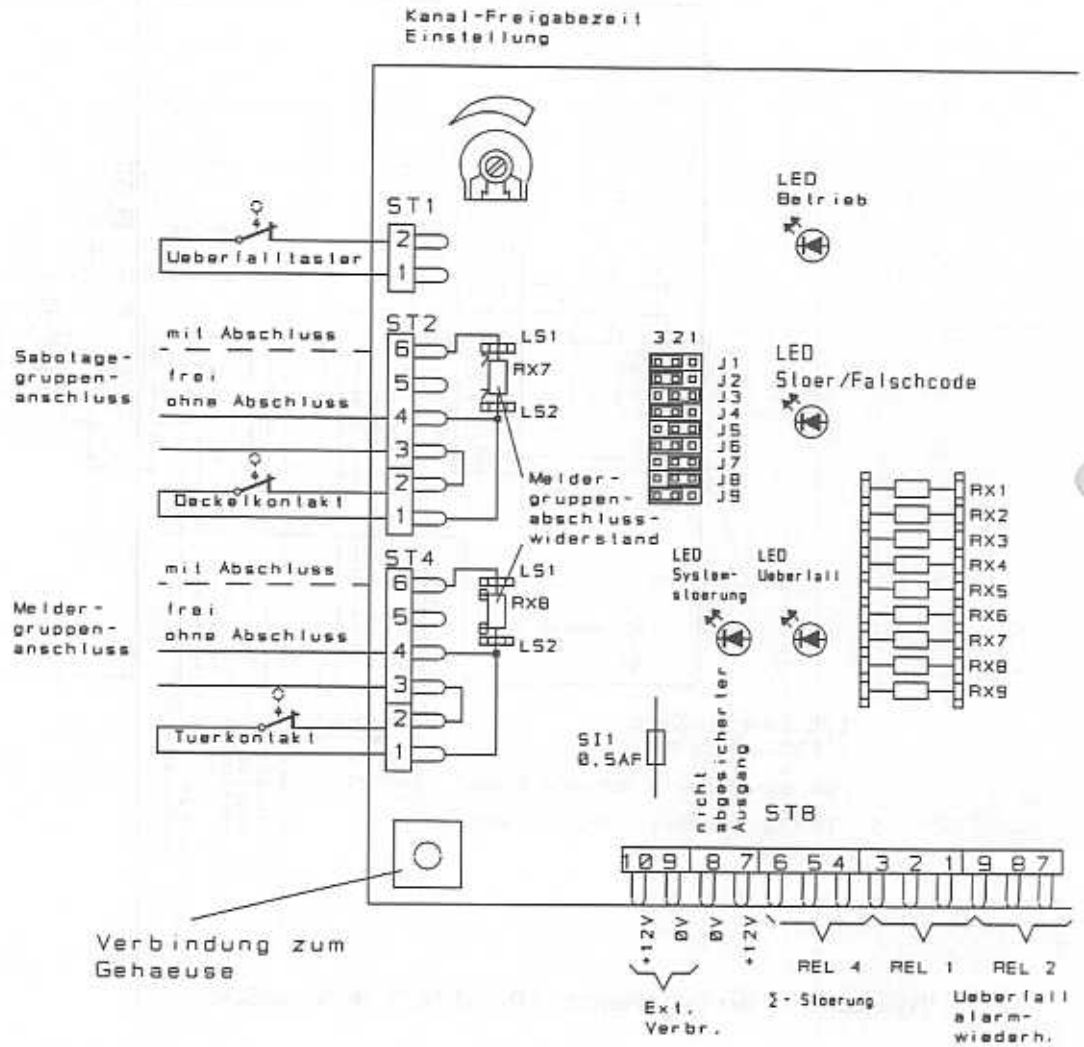 Kanal-Freigabezeit
Einstellung
ST1
2
1
Ueberfalltaster
LED
Betrieb
Sabotage-
gruppen-
anschluss
mit Abschluss
frei
ohne Abschluss
Deckelkontakt
ST2
6
5
4
3
2
1
LS1
RX7
LS2
Melder-
gruppen-
abschluss-
widerstand
3 2 1
J1
J2
J3
J4
J5
J6
J7
J8
J9
LED
Stoer/Falschcode
RX1
RX2
RX3
RX4
RX5
RX6
RX7
RX8
RX9
Melder-
gruppen-
anschluss
mit Abschluss
frei
ohne Abschluss
Tuerkontakt
ST4
6
5
4
3
2
1
LS1
RX8
LS2
LED
System-
stoerung
LED
Ueberfall
SI1
0.5AF
nicht
abgesicherter
Ausgang
ST8
10 9 8 7 6 5 4 3 2 1 9 8 7
+12V
0V
0V
+12V
Ext.
Verbr.
REL 4
Σ- Stoerung
REL 1
REL 2
Ueberfall
alarm-
wiederh.
Verbindung zum
Gehaeuse